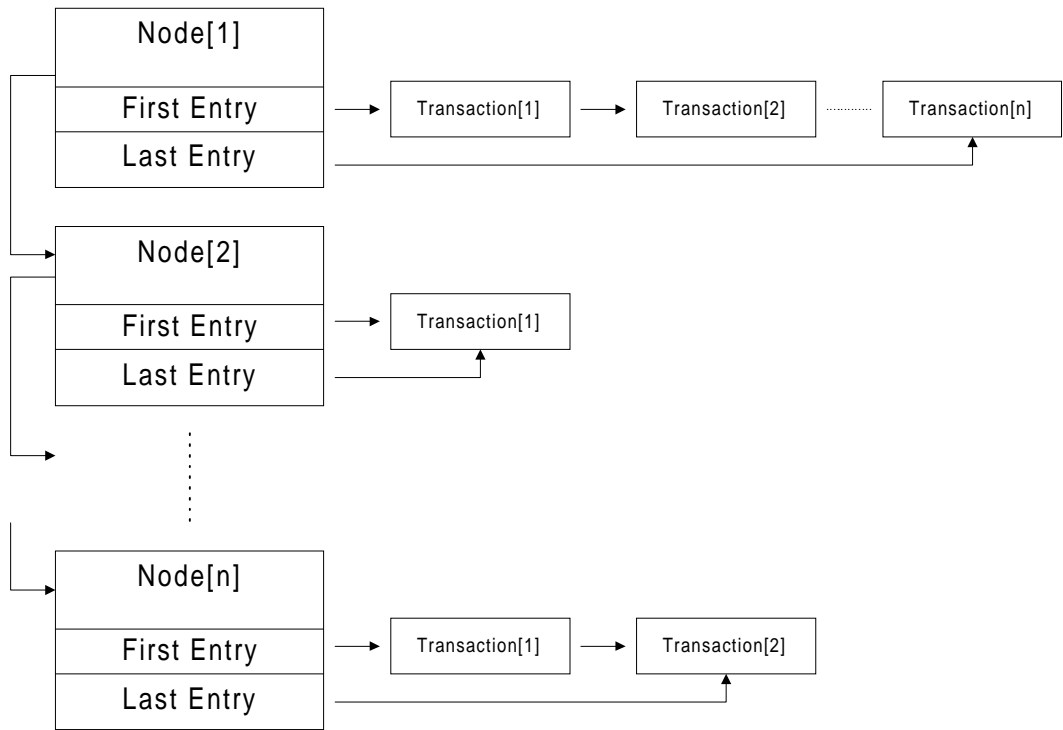 Node[1]
First Entry
Transaction[1]
Transaction[2]
Transaction[n]
Last Entry
Node[2]
First Entry
Transaction[1]
Last Entry
Node[n]
First Entry
Transaction[1]
Transaction[2]
Last Entry